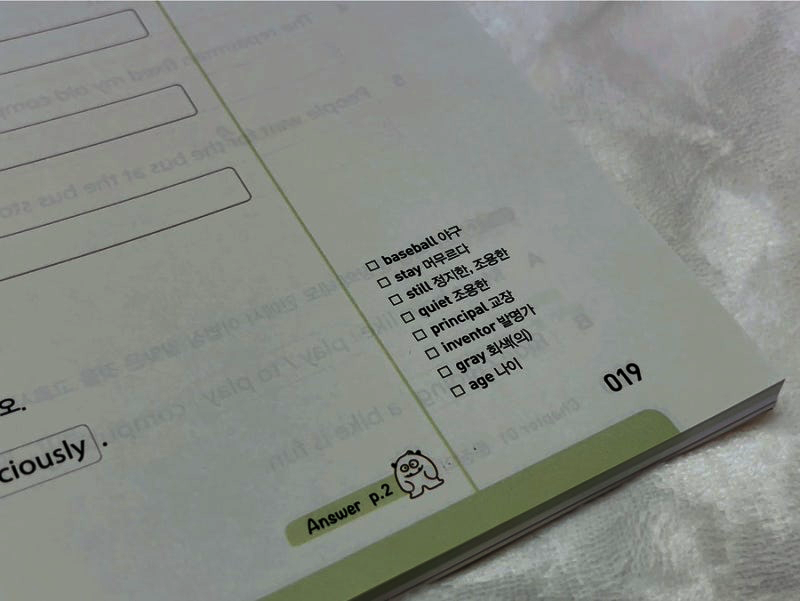 오.
ciously .
□ baseball 야구
□ stay 머무르다
□ still 정지한, 조용한
□ quiet 조용한
□ principal 교장
□ inventor 발명가
□ gray 회색(의)
□ age 나이
019
Answer p.2